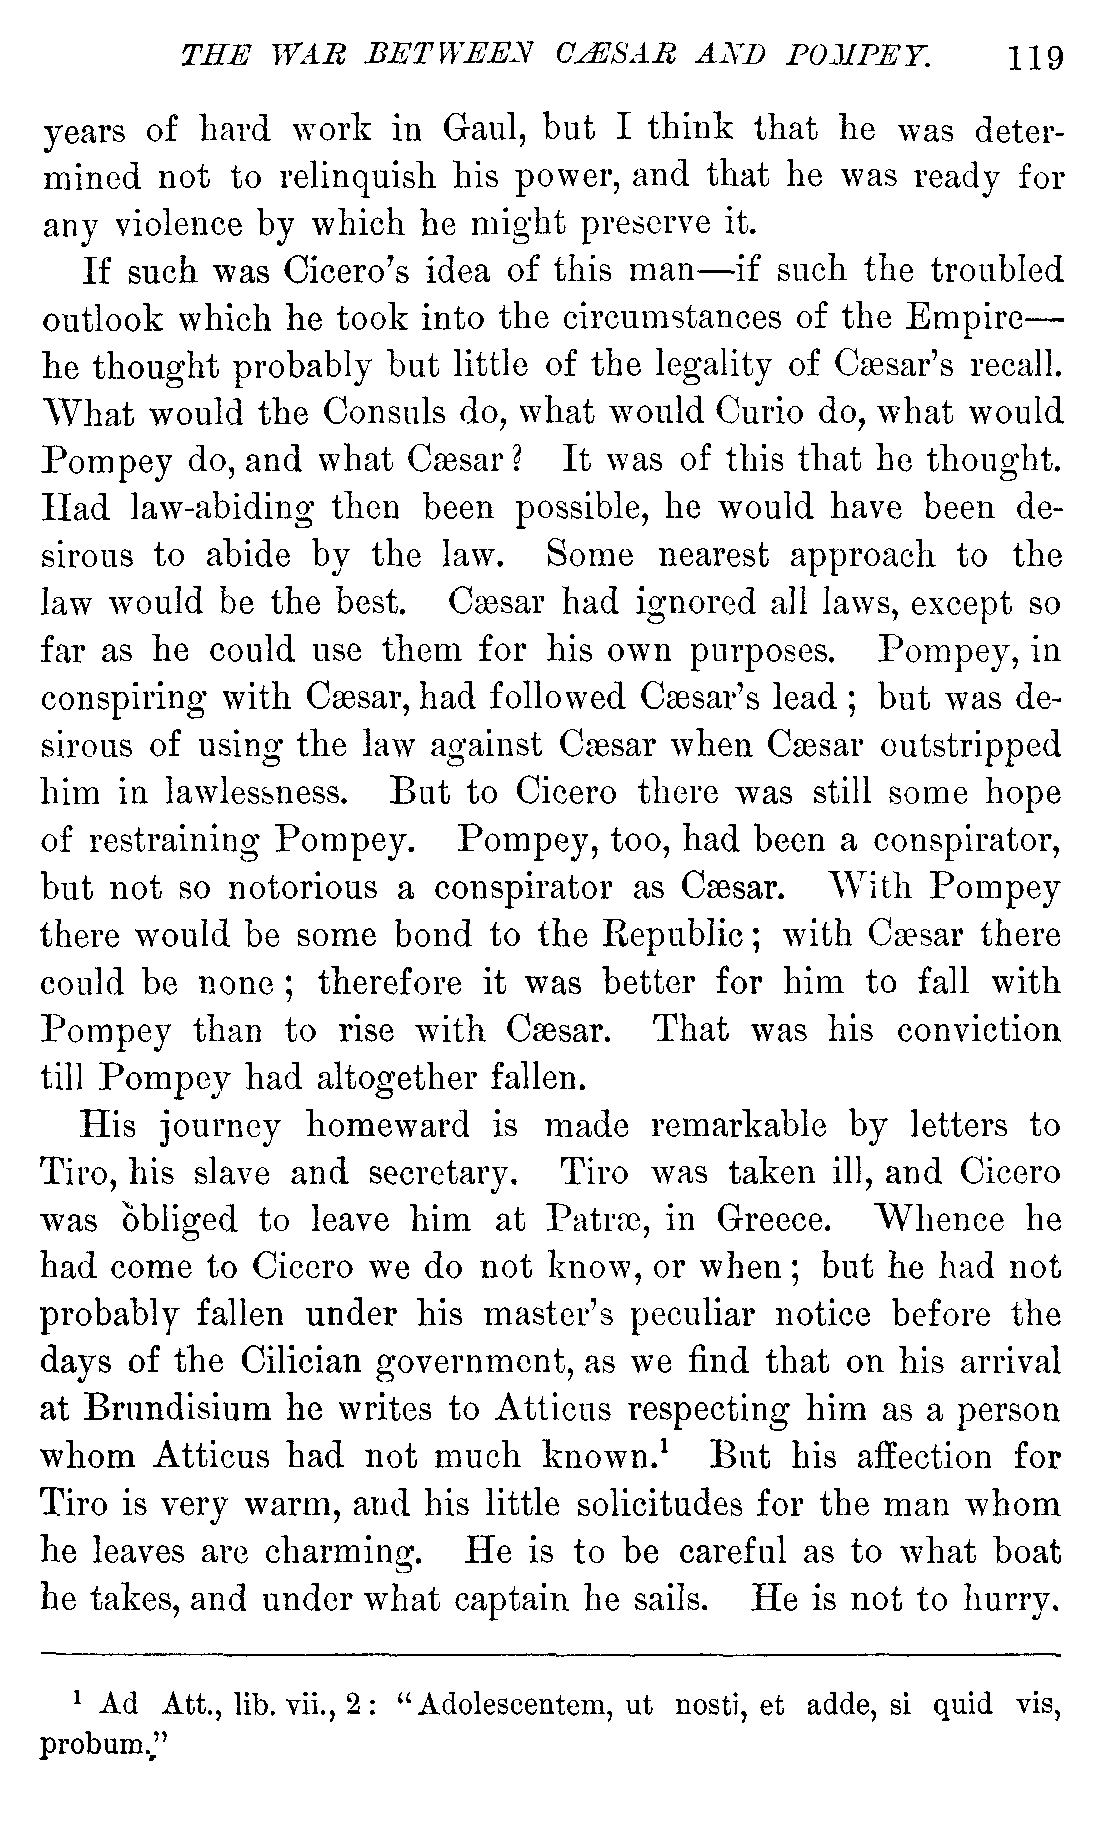 THE WAR BETWEEN CÆSAR AND POMPEY. 119
years of hard work in Gaul, but I think that he was deter-
mined not to relinquish his power, and that he was ready for
any violence by which he might preserve it.
If such was Cicero's idea of this man—if such the troubled
outlook which he took into the circumstances of the Empire—
he thought probably but little of the legality of Cæsar's recall.
What would the Consuls do, what would Curio do, what would
Pompey do, and what Cæsar? It was of this that he thought.
Had law-abiding then been possible, he would have been de-
sirous to abide by the law. Some nearest approach to the
law would be the best. Cæsar had ignored all laws, except so
far as he could use them for his own purposes. Pompey, in
conspiring with Cæsar, had followed Cæsar's lead; but was de-
sirous of using the law against Cæsar when Cæsar outstripped
him in lawlessness. But to Cicero there was still some hope
of restraining Pompey. Pompey, too, had been a conspirator,
but not so notorious a conspirator as Cæsar. With Pompey
there would be some bond to the Republic; with Cæsar there
could be none; therefore it was better for him to fall with
Pompey than to rise with Cæsar. That was his conviction
till Pompey had altogether fallen.
His journey homeward is made remarkable by letters to
Tiro, his slave and secretary. Tiro was taken ill, and Cicero
was obliged to leave him at Patræ, in Greece. Whence he
had come to Cicero we do not know, or when; but he had not
probably fallen under his master's peculiar notice before the
days of the Cilician government, as we find that on his arrival
at Brundisium he writes to Atticus respecting him as a person
whom Atticus had not much known.¹ But his affection for
Tiro is very warm, and his little solicitudes for the man whom
he leaves are charming. He is to be careful as to what boat
he takes, and under what captain he sails. He is not to hurry.
¹ Ad Att., lib. vii., 2: "Adolescentem, ut nosti, et adde, si quid vis,
probum."